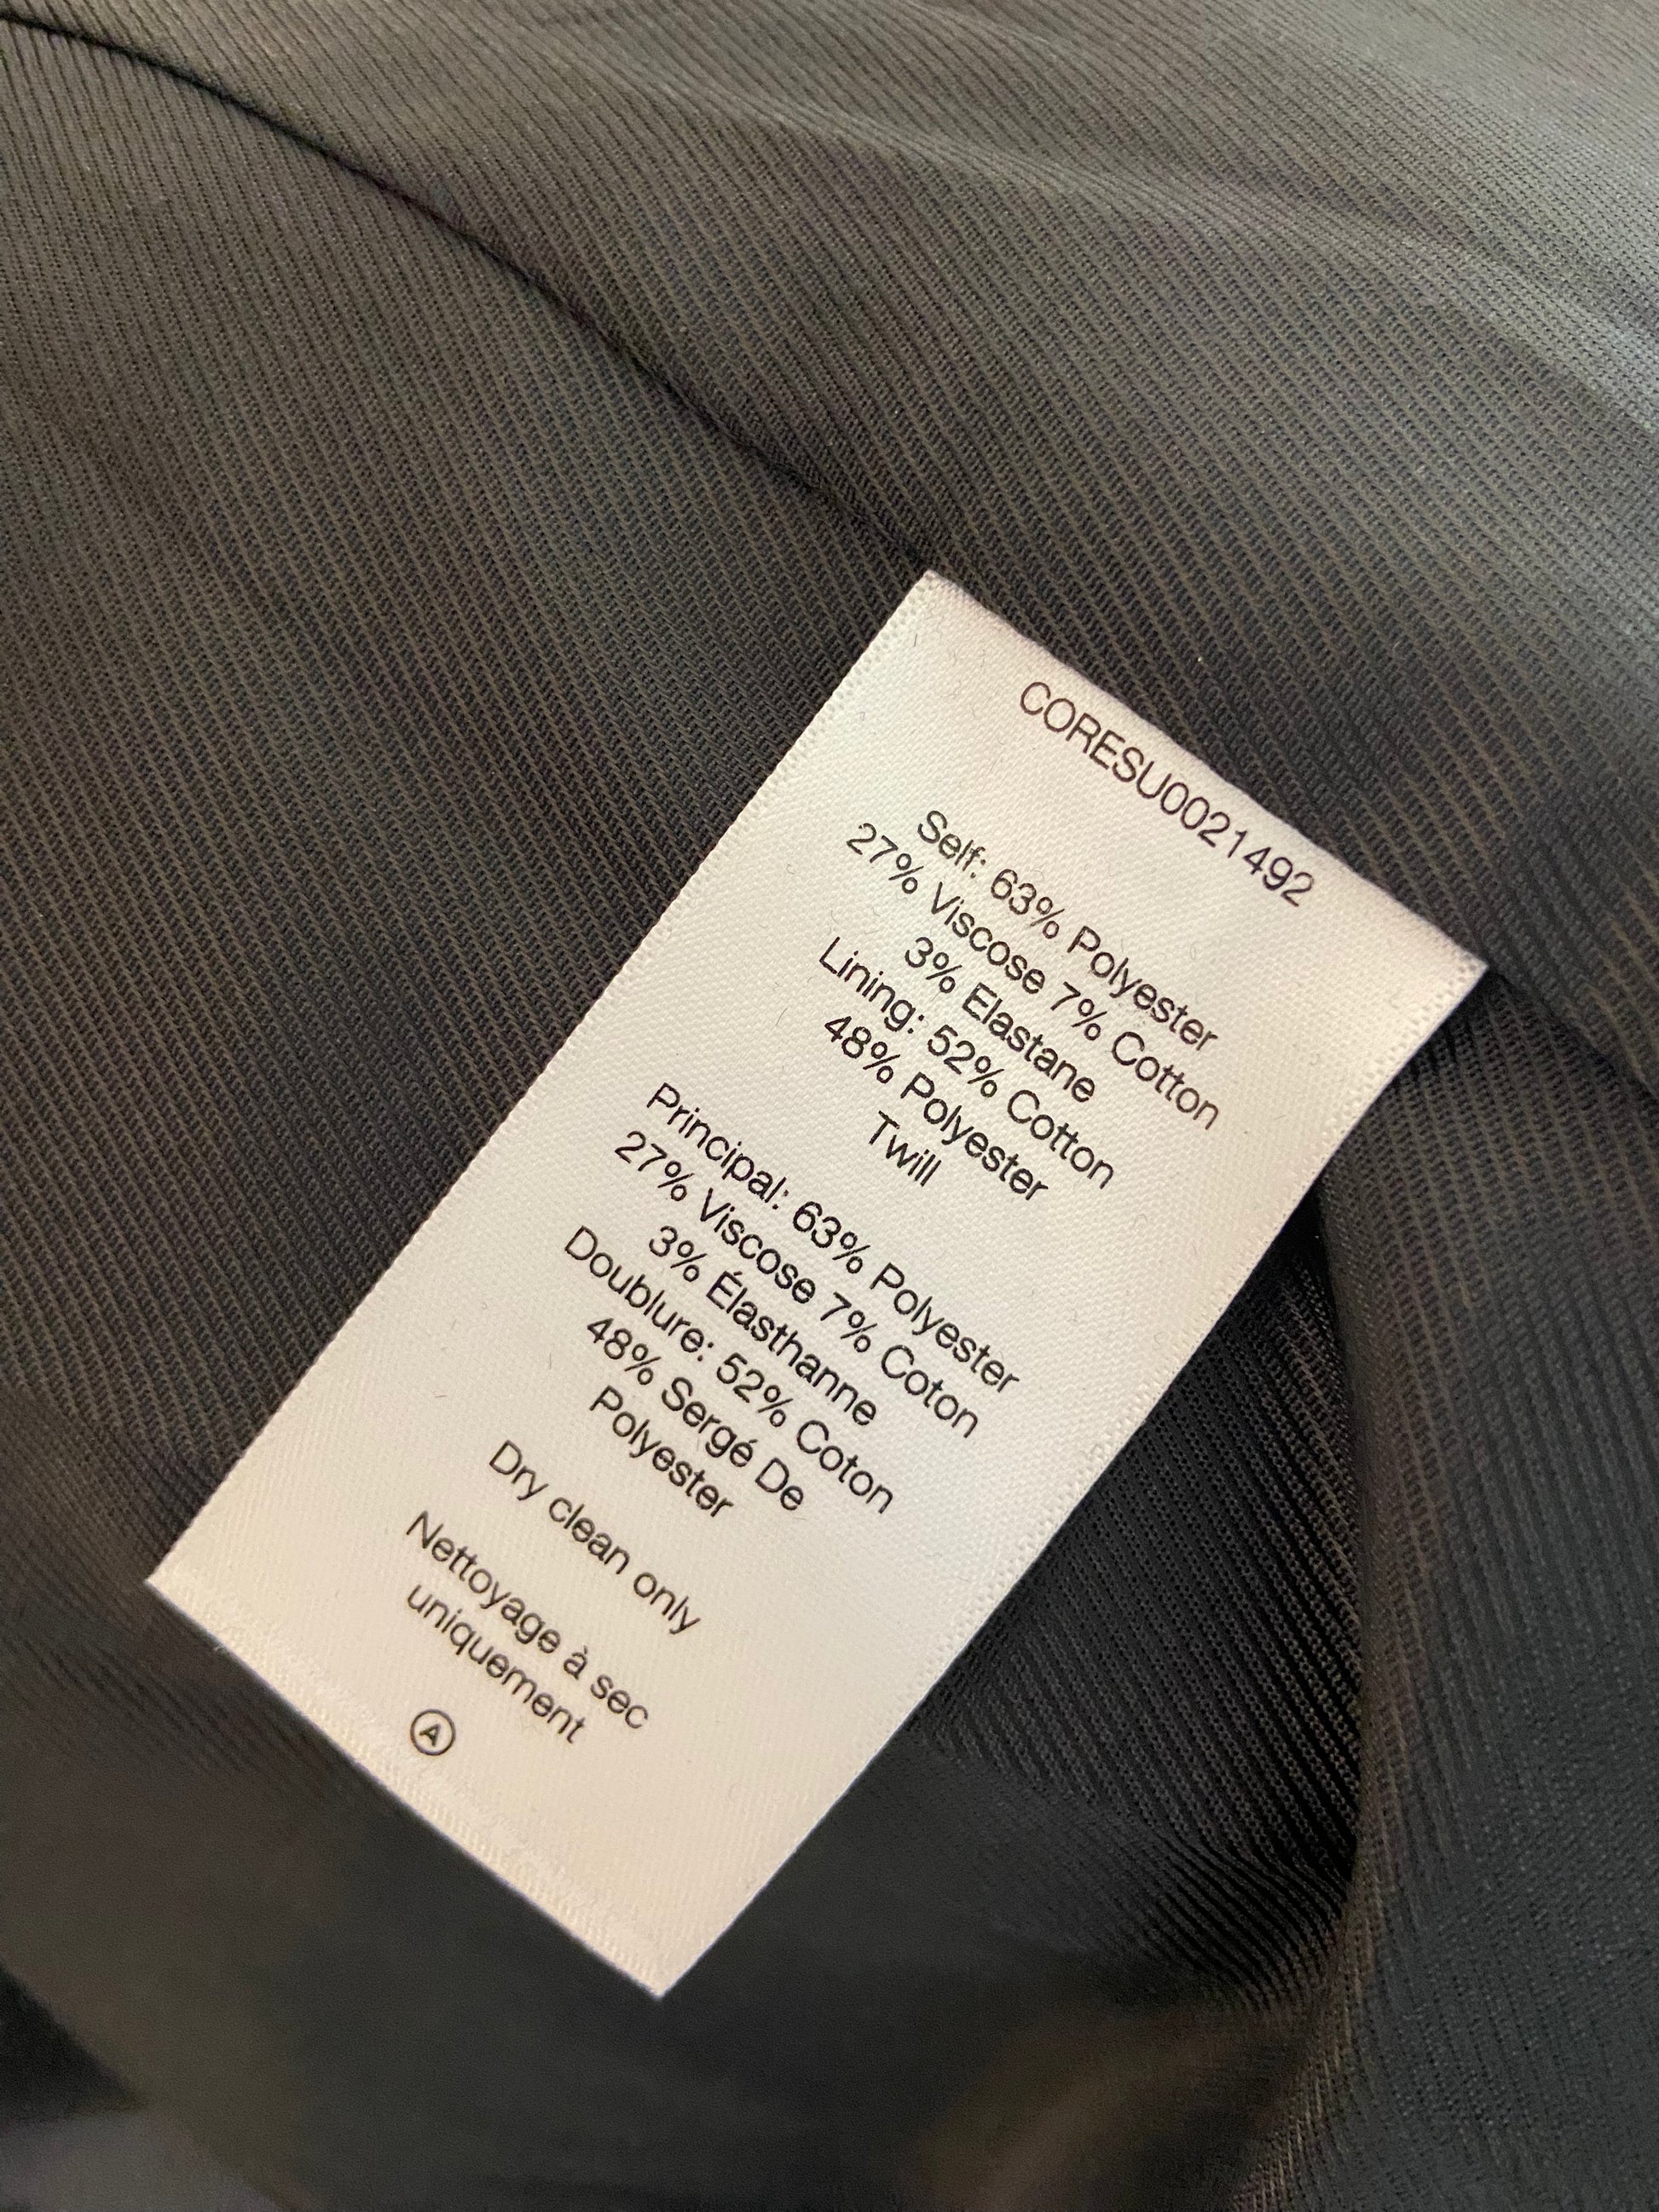 CORESU0021492
Self: 63% Polyester
27% Viscose 7% Cotton
3% Elastane
Lining: 52% Cotton
48% Polyester
Twill
Principal: 63% Polyester
27% Viscose 7% Coton
3% Élasthanne
Doublure: 52% Coton
48% Sergé De
Polyester
Dry clean only
Nettoyage à sec
uniquement
A